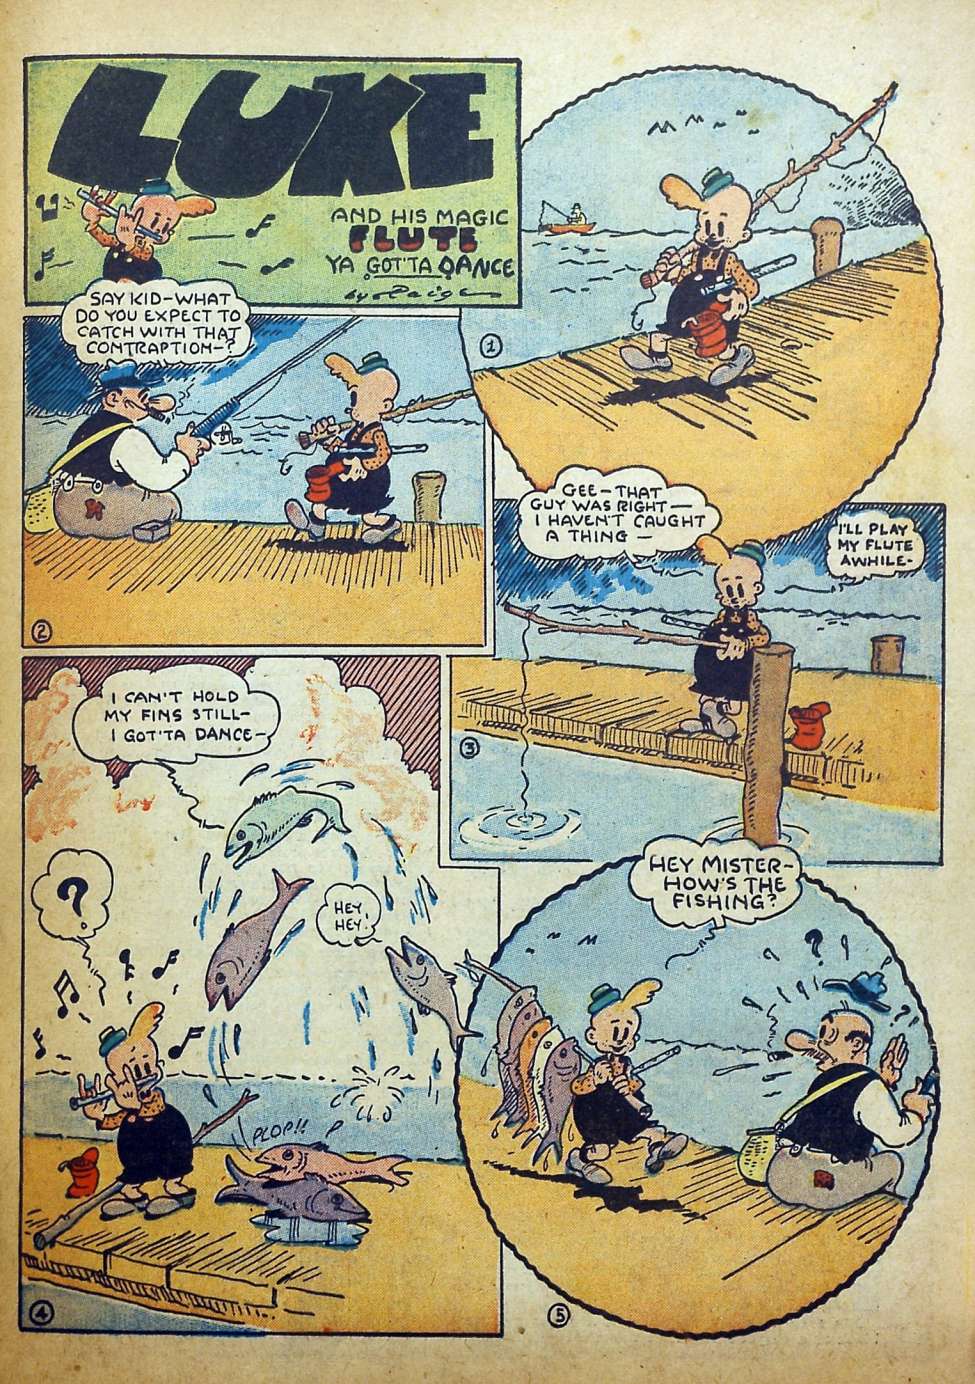 LUKE
AND HIS MAGIC
FLUTE
YA GOT'TA DANCE
by Paige
1
SAY KID-WHAT
DO YOU EXPECT TO
CATCH WITH THAT
CONTRAPTION-?
2
GEE-THAT
GUY WAS RIGHT-
I HAVEN'T CAUGHT
A THING-
I'LL PLAY
MY FLUTE
AWHILE-
3
I CAN'T HOLD
MY FINS STILL-
I GOT'TA DANCE-
?
HEY,
HEY!
PLOP!! P
4
HEY MISTER-
HOW'S THE
FISHING?
?
? ?
5